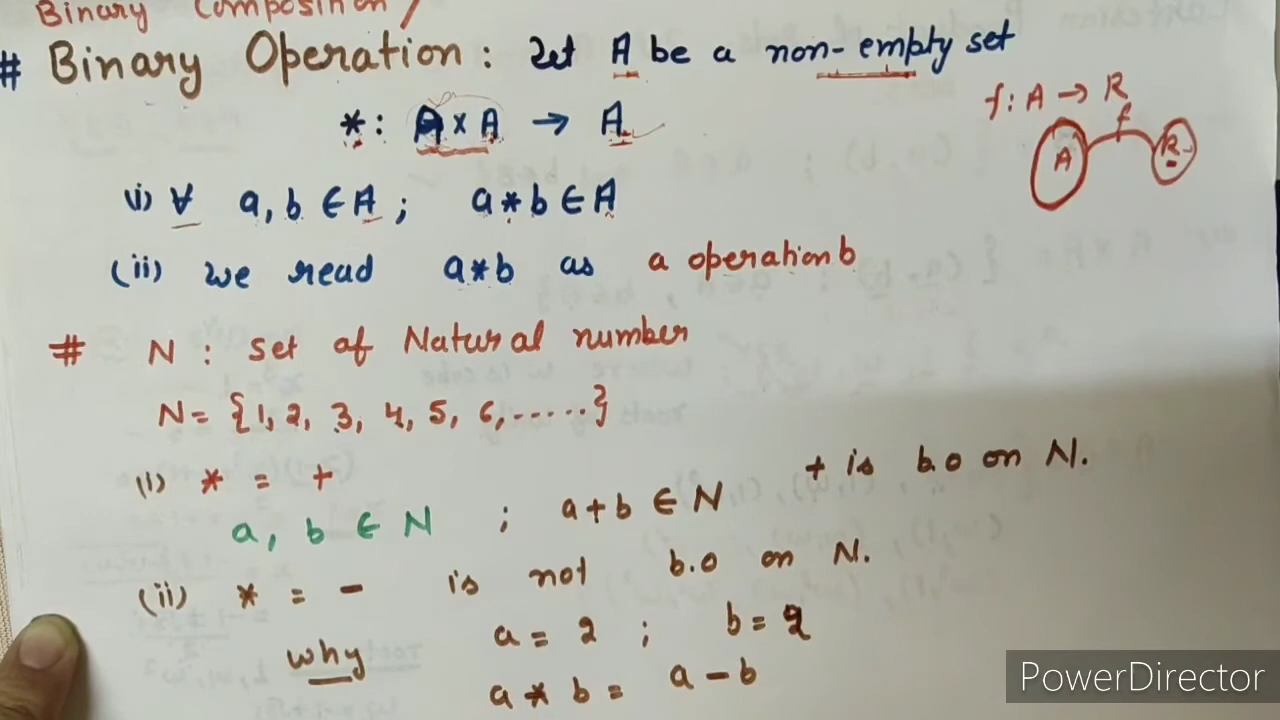 Binary Composition /
# Binary Operation : Let A be a non-empty set
* : A × A → A
f : A → R
f
A R
(i) ∀ a, b ∈ A ; a * b ∈ A
(ii) we read a * b as a operation b
# N : set of Natural number
N = {1, 2, 3, 4, 5, 6, .....}
(i) * = + + is b.o on N.
a, b ∈ N ; a + b ∈ N
(ii) * = - is not b.o on N.
why a = 2 ; b = 2
a * b = a - b
PowerDirector